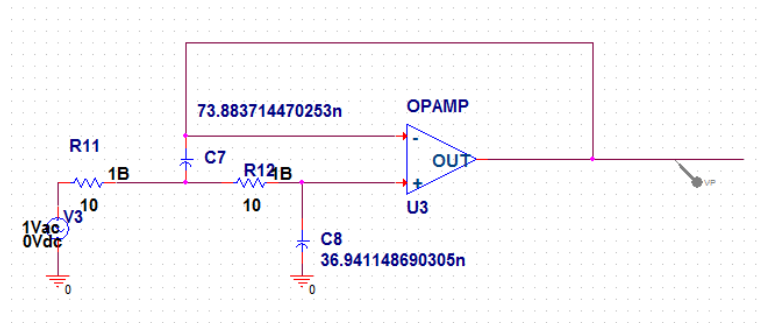 OPAMP
73.883714470253n
-
R11
C7
OUT
1B
R12
1B
+
10
10
U3
V3
1Vac
0Vdc
VP
C8
36.941148690305n
0
0